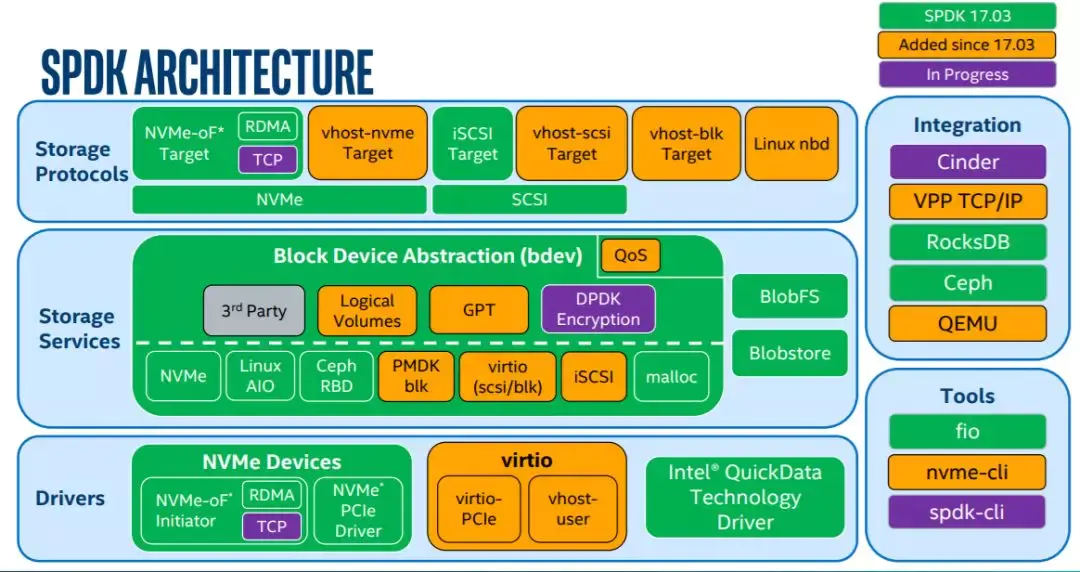 SPDK 17.03
Added since 17.03
In Progress
SPDK ARCHITECTURE
Storage
Protocols
NVMe-oF*
Target
RDMA
TCP
vhost-nvme
Target
iSCSI
Target
vhost-scsi
Target
vhost-blk
Target
Linux nbd
NVMe
SCSI
Storage
Services
Block Device Abstraction (bdev)
QoS
3rd Party
Logical
Volumes
GPT
DPDK
Encryption
NVMe
Linux
AIO
Ceph
RBD
PMDK
blk
virtio
(scsi/blk)
iSCSI
malloc
BlobFS
Blobstore
Drivers
NVMe Devices
NVMe-oF*
Initiator
RDMA
TCP
NVMe*
PCIe
Driver
virtio
virtio-
PCIe
vhost-
user
Intel® QuickData
Technology
Driver
Integration
Cinder
VPP TCP/IP
RocksDB
Ceph
QEMU
Tools
fio
nvme-cli
spdk-cli